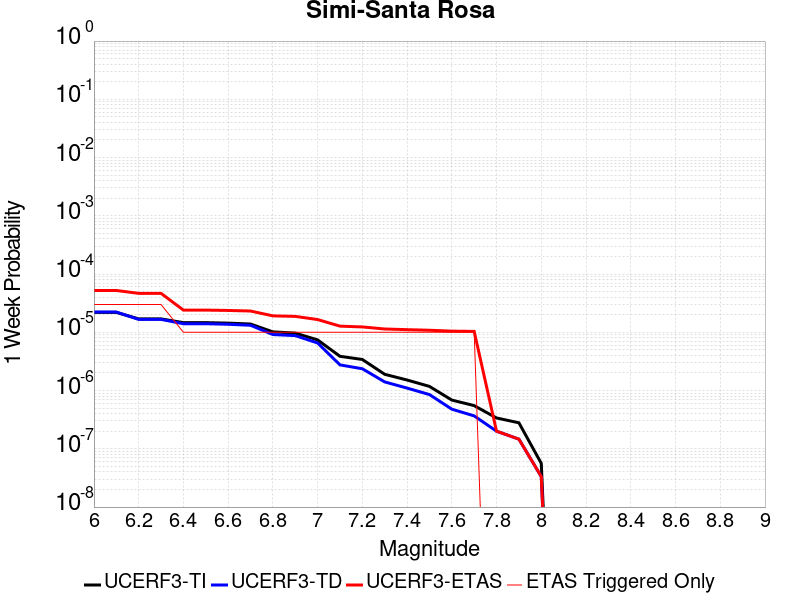 Simi-Santa Rosa
10^0
10^-1
10^-2
10^-3
10^-4
10^-5
10^-6
10^-7
10^-8
1 Week Probability
6 6.2 6.4 6.6 6.8 7 7.2 7.4 7.6 7.8 8 8.2 8.4 8.6 8.8 9
Magnitude
UCERF3-TI UCERF3-TD UCERF3-ETAS ETAS Triggered Only